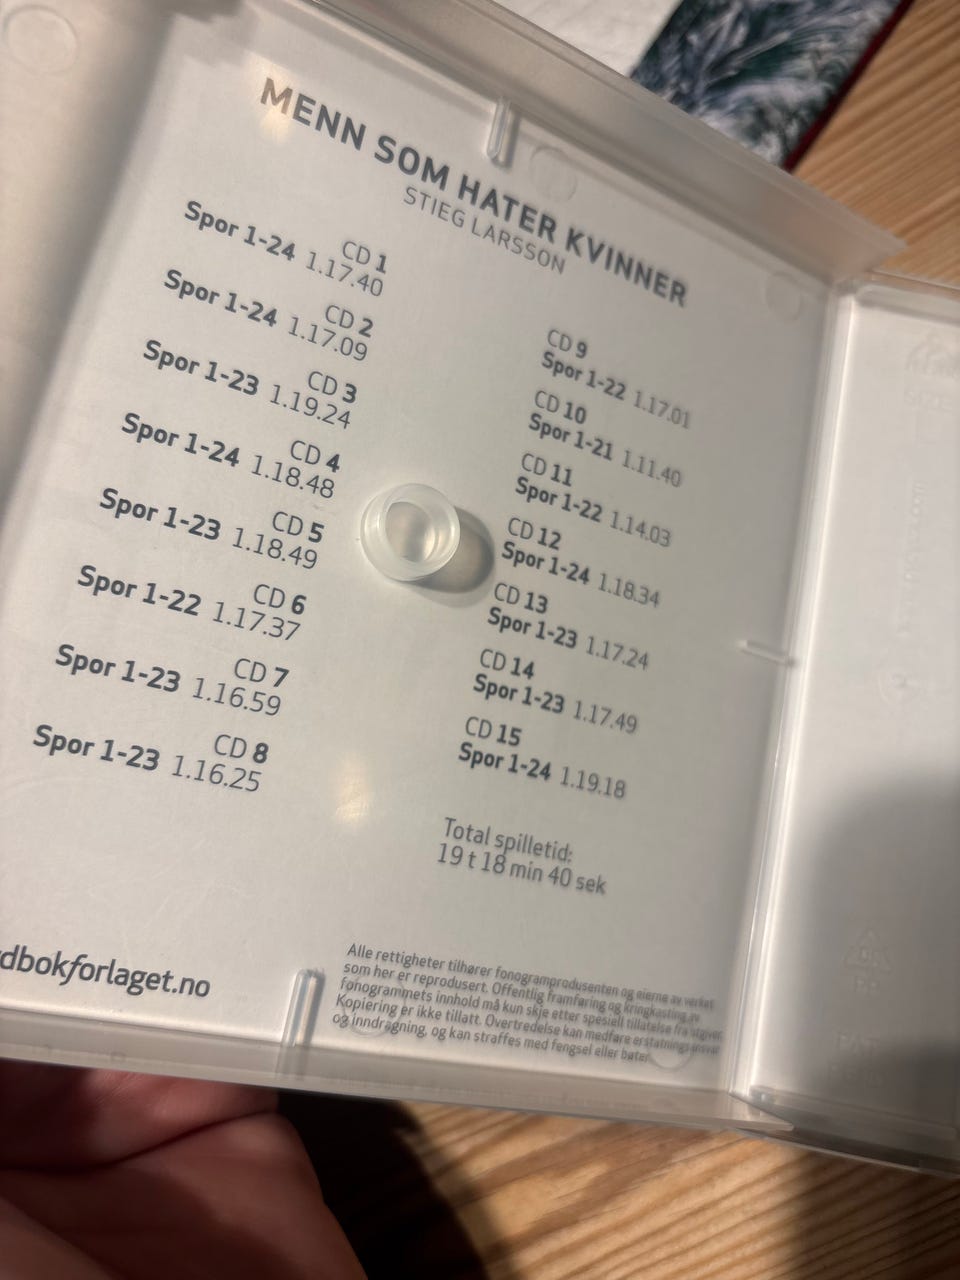 MENN SOM HATER KVINNER
STIEG LARSSON
CD 1
Spor 1-24 1.17.40
CD 2
Spor 1-24 1.17.09
CD 3
Spor 1-23 1.19.24
CD 4
Spor 1-24 1.18.48
CD 5
Spor 1-23 1.18.49
CD 6
Spor 1-22 1.17.37
CD 7
Spor 1-23 1.16.59
CD 8
Spor 1-23 1.16.25
CD 9
Spor 1-22 1.17.01
CD 10
Spor 1-21 1.11.40
CD 11
Spor 1-22 1.14.03
CD 12
Spor 1-24 1.18.34
CD 13
Spor 1-23 1.17.24
CD 14
Spor 1-23 1.17.49
CD 15
Spor 1-24 1.19.18
Total spilletid:
19 t 18 min 40 sek
dbokforlaget.no
Alle rettigheter tilhører fonogramprodusenten og eierne av verket
som her er reprodusert. Offentlig framføring og kringkasting av
fonogrammets innhold må kun skje etter spesiell tillatelse fra utgiver.
Kopiering er ikke tillatt. Overtredelse kan medføre erstatningsansvar
og inndragning, og kan straffes med fengsel eller bøter.